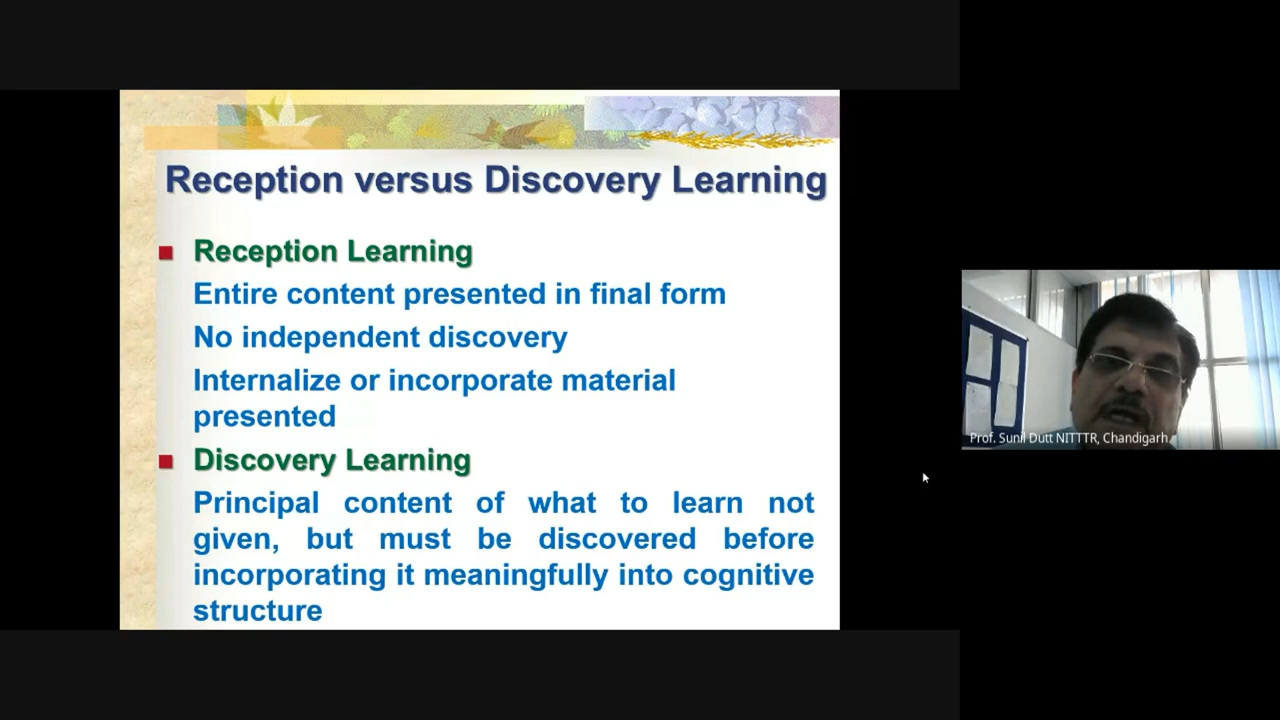 Reception versus Discovery Learning
Reception Learning
Entire content presented in final form
No independent discovery
Internalize or incorporate material
presented
Discovery Learning
Principal content of what to learn not
given, but must be discovered before
incorporating it meaningfully into cognitive
structure
Prof. Sunil Dutt NITTTR, Chandigarh